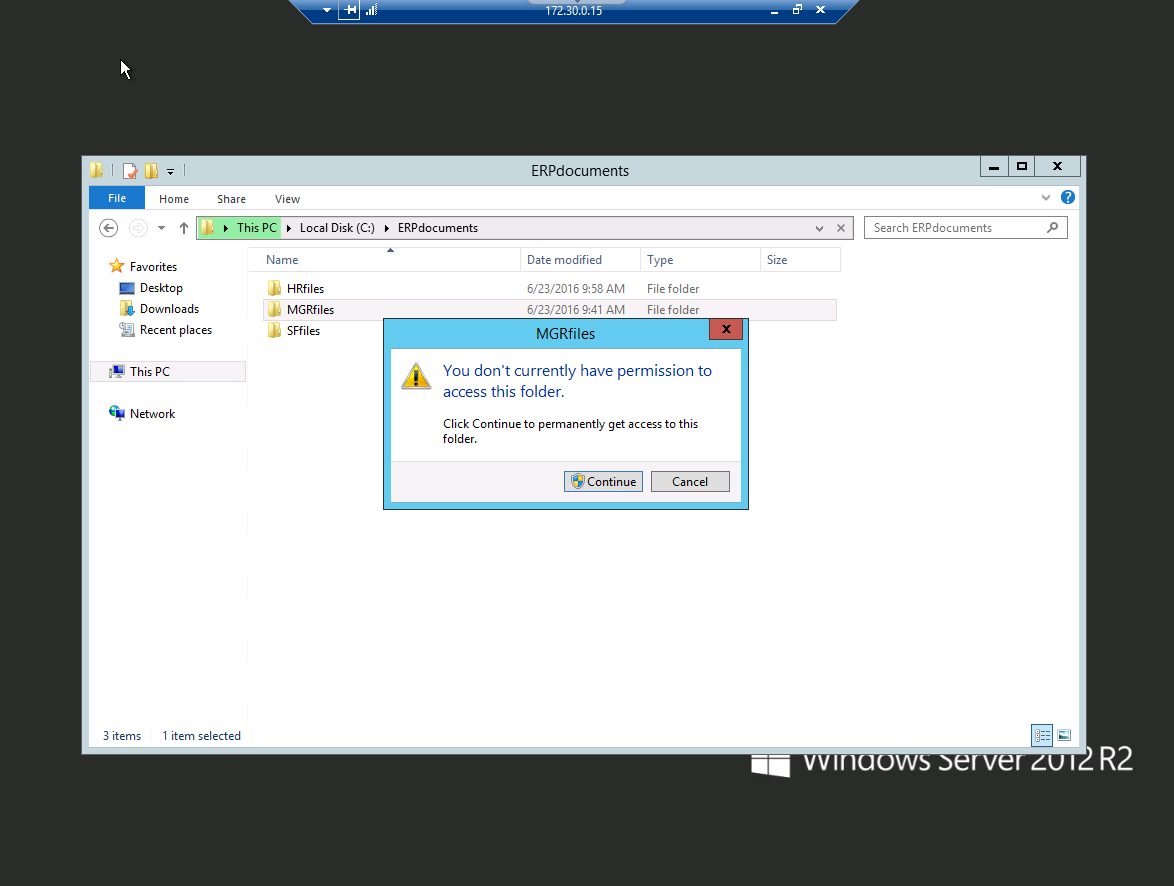 172.30.0.15
ERPdocuments
File Home Share View
This PC Local Disk (C:) ERPdocuments
Search ERPdocuments
Name Date modified Type Size
Favorites
Desktop
Downloads
Recent places
This PC
Network
HRfiles 6/23/2016 9:58 AM File folder
MGRfiles 6/23/2016 9:41 AM File folder
SFfiles
MGRfiles
You don't currently have permission to
access this folder.
Click Continue to permanently get access to this
folder.
Continue Cancel
3 items 1 item selected
Windows Server 2012 R2